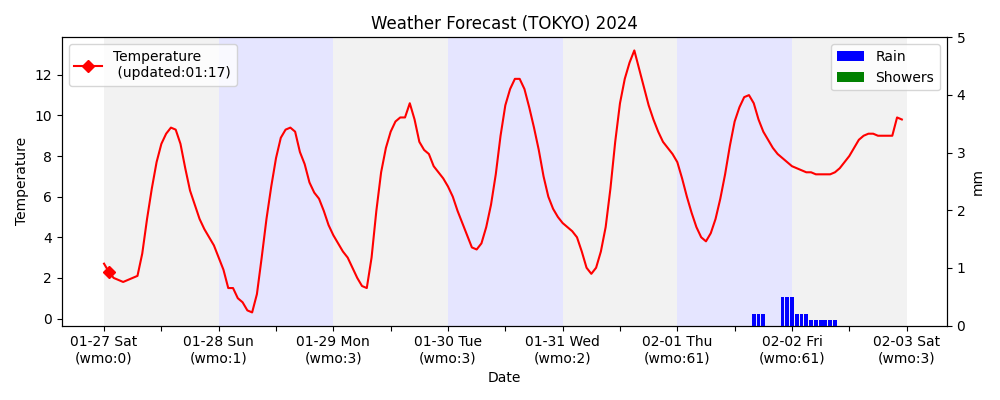 Weather Forecast (TOKYO) 2024
Temperature
(updated:01:17)
Rain
Showers
Temperature
12
10
8
6
4
2
0
5
4
3
2
1
0
mm
01-27 Sat
(wmo:0)
01-28 Sun
(wmo:1)
01-29 Mon
(wmo:3)
01-30 Tue
(wmo:3)
01-31 Wed
(wmo:2)
02-01 Thu
(wmo:61)
02-02 Fri
(wmo:61)
02-03 Sat
(wmo:3)
Date